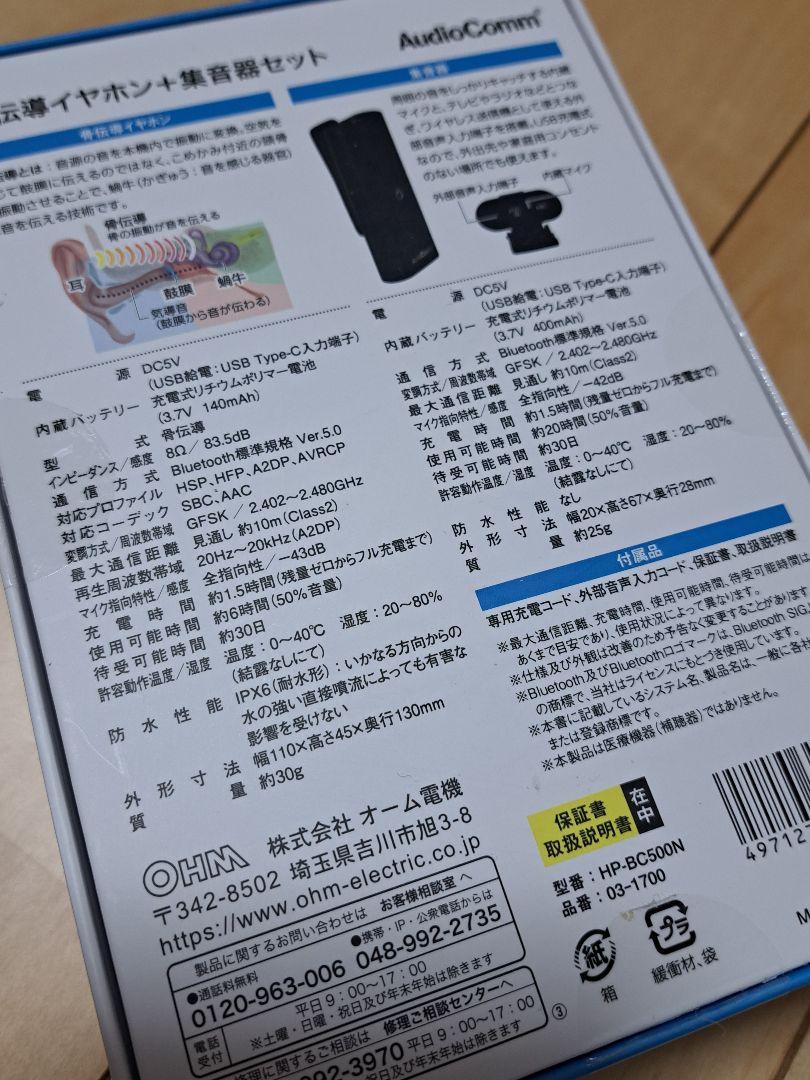 AudioComm
伝導イヤホン+集音器セット
骨伝導イヤホン
伝導とは:音源の音を本機内で振動に変換。空気を
じて鼓膜に伝えるのではなく、こめかみ付近の頭骨
振動させることで、蝸牛(かぎゅう:音を感じる器官)
音を伝える技術です。
骨伝導
骨の振動が音を伝える
耳
鼓膜
蝸牛
気導音
(鼓膜から音が伝わる)
電源 DC5V
(USB給電:USB Type-C入力端子)
内蔵バッテリー 充電式リチウムポリマー電池
(3.7V 140mAh)
型式 骨伝導
インピーダンス/感度 8Ω/83.5dB
通信方式 Bluetooth標準規格 Ver.5.0
対応プロファイル HSP、HFP、A2DP、AVRCP
対応コーデック SBC、AAC
変調方式/周波数帯域 GFSK/2.402~2.480GHz
最大通信距離 見通し 約10m(Class2)
再生周波数帯域 20Hz~20kHz(A2DP)
マイク指向特性/感度 全指向性/−43dB
充電時間 約1.5時間(残量ゼロからフル充電まで)
使用可能時間 約6時間(50%音量)
待受可能時間 約30日
許容動作温度/湿度 温度:0~40℃ 湿度:20~80%
(結露なしにて)
防水性能 IPX6(耐水形):いかなる方向からの
水の強い直接噴流によっても有害な
影響を受けない
外形寸法 幅110×高さ45×奥行130mm
質量 約30g
集音器
周囲の音をしっかりキャッチする内蔵
マイクと、テレビやラジオなどとつな
ぎ、ワイヤレス送信機として使える外
部音声入力端子を搭載。USB充電式
なので、外出先や家庭用コンセント
のない場所でも使えます。
外部音声入力端子
内蔵マイク
電源 DC5V
(USB給電:USB Type-C入力端子)
内蔵バッテリー 充電式リチウムポリマー電池
(3.7V 400mAh)
通信方式 Bluetooth標準規格 Ver.5.0
変調方式/周波数帯域 GFSK/2.402~2.480GHz
最大通信距離 見通し 約10m(Class2)
マイク指向特性/感度 全指向性/−42dB
充電時間 約1.5時間(残量ゼロからフル充電まで)
使用可能時間 約20時間(50%音量)
待受可能時間 約30日
許容動作温度/湿度 温度:0~40℃ 湿度:20~80%
(結露なしにて)
防水性能 なし
外形寸法 幅20×高さ67×奥行28mm
質量 約25g
付属品
専用充電コード、外部音声入力コード、保証書、取扱説明書
※最大通信距離、充電時間、使用可能時間、待受可能時間は
あくまで目安であり、使用状況によって異なります。
※仕様及び外観は改善のため予告なく変更することがあります
※Bluetooth及びBluetoothロゴマークは、Bluetooth SIG
の商標で、当社はライセンスにもとづき使用しています。
※本書に記載しているシステム名、製品名は、一般に各社
または登録商標です。
※本製品は医療機器(補聴器)ではありません。
保証書
取扱説明書
在中
型番:HP-BC500N
品番:03-1700
49712
紙
箱
プラ
緩衝材、袋
OHM 株式会社 オーム電機
〒342-8502 埼玉県吉川市旭3-8
https://www.ohm-electric.co.jp
製品に関するお問い合わせは お客様相談室 へ
●通話料無料
0120-963-006
●携帯・IP・公衆電話からは
048-992-2735
電話受付
平日 9:00~17:00
※土曜・日曜・祝日及び年末年始は除きます
修理に関するご相談は 修理ご相談センターへ
992-3970
平日 9:00~17:00
日及び年末年始は除きます
③